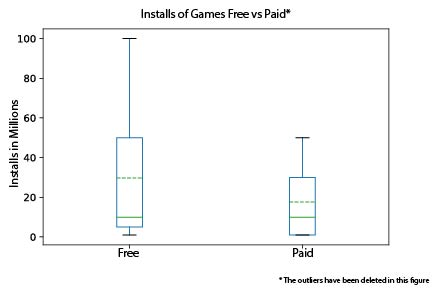 Installs of Games Free vs Paid*
Installs in Millions
100
80
60
40
20
0
Free Paid
* The outliers have been deleted in this figure